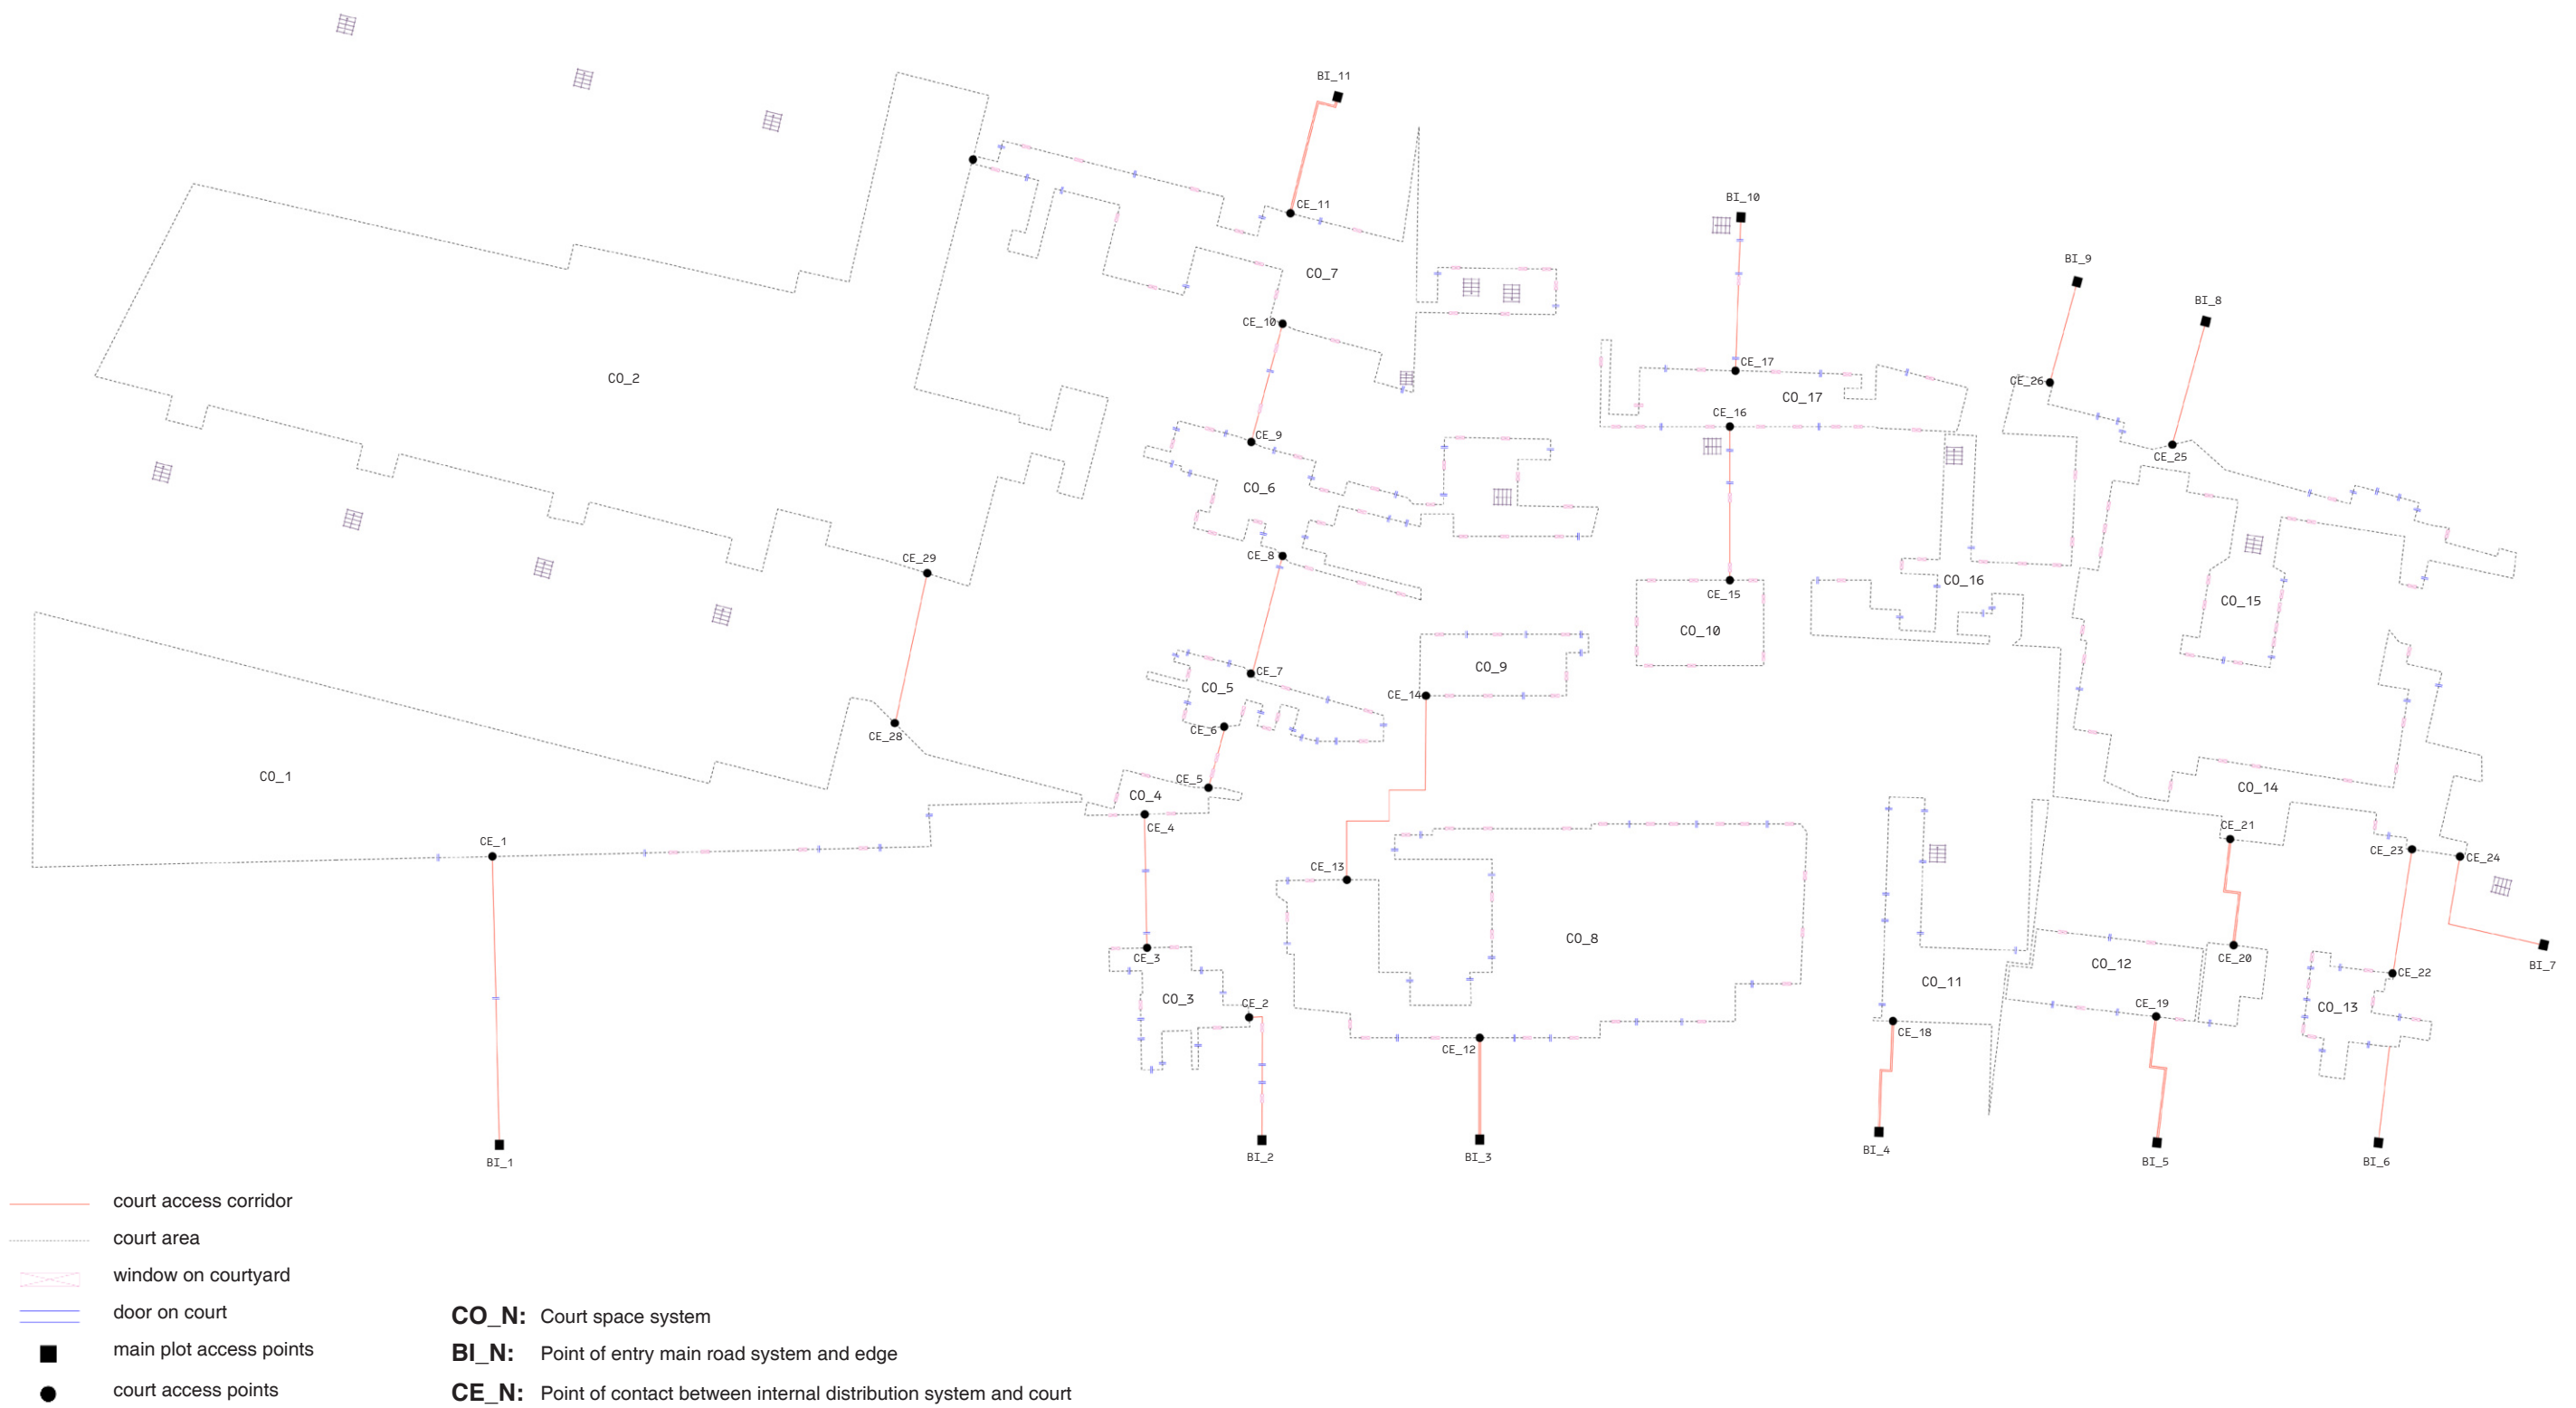 BI_11
BI_10
CE_11
BI_9
CO_7
BI_8
CE_10
CE_17
CO_2
CE_26
CO_17
CE_16
CE_9
CE_25
CO_6
CE_8
CE_29
CO_16
CE_15
CO_15
CO_10
CO_9
CE_7
CO_5
CE_14
CE_6
CE_28
CO_1
CE_5
CO_14
CO_4
CE_4
CE_21
CE_1
CE_23
CE_24
CE_13
CO_8
CE_3
CE_20
CO_12
BI_7
CE_22
CO_11
CO_3
CE_2
CE_19
CO_13
CE_18
CE_12
BI_4
BI_1
BI_2
BI_3
BI_5
BI_6
court access corridor
court area
window on courtyard
door on court
main plot access points
court access points
CO_N: Court space system
BI_N: Point of entry main road system and edge
CE_N: Point of contact between internal distribution system and court